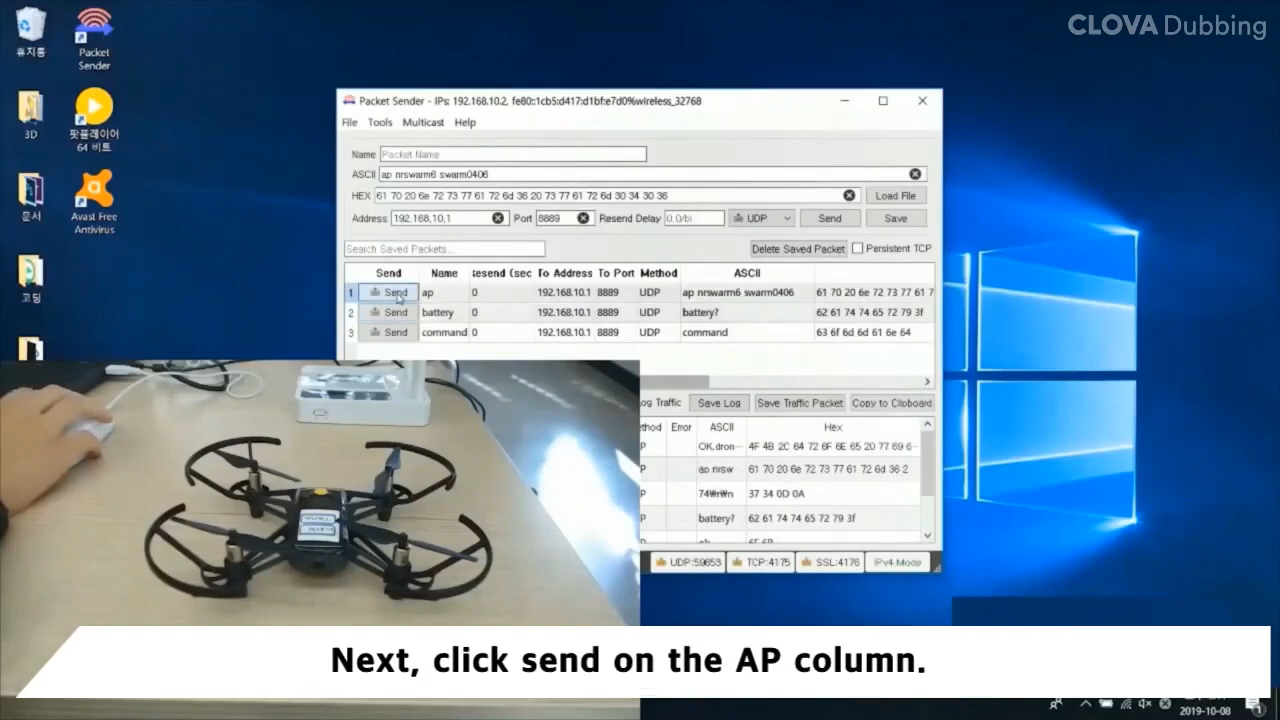 CLOVA Dubbing
휴지통
Packet
Sender
3D
팟플레이어
64 비트
문서
Avast Free
Antivirus
코딩
Packet Sender - IPs: 192.168.10.2, fe80::1cb5:d417:d1bf:e7d0%wireless_32768
File Tools Multicast Help
Name Packet Name
ASCII ap nrswarm6 swarm0406
HEX 61 70 20 6e 72 73 77 61 72 6d 36 20 73 77 61 72 6d 30 34 30 36 Load File
Address 192.168.10.1 Port 8889 Resend Delay 0.0/bl UDP Send Save
Search Saved Packets... Delete Saved Packet Persistent TCP
Send Name Resend (sec To Address To Port Method ASCII
1 Send ap 0 192.168.10.1 8889 UDP ap nrswarm6 swarm0406 61 70 20 6e 72 73 77 61 7
2 Send battery 0 192.168.10.1 8889 UDP battery? 62 61 74 74 65 72 79 3f
3 Send command 0 192.168.10.1 8889 UDP command 63 6f 6d 6d 61 6e 64
og Traffic Save Log Save Traffic Packet Copy to Clipboard
thod Error ASCII Hex
P OK,dron··· 4F 4B 2C 64 72 6F 6E 65 20 77 69 6···
P ap nrsw 61 70 20 6e 72 73 77 61 72 6d 36 2
P 74₩r₩n 37 34 0D 0A
P battery? 62 61 74 74 65 72 79 3f
P ok 6F 6B
UDP:59653 TCP:4175 SSL:4176 IPv4 Mode
Next, click send on the AP column.
2019-10-08
1